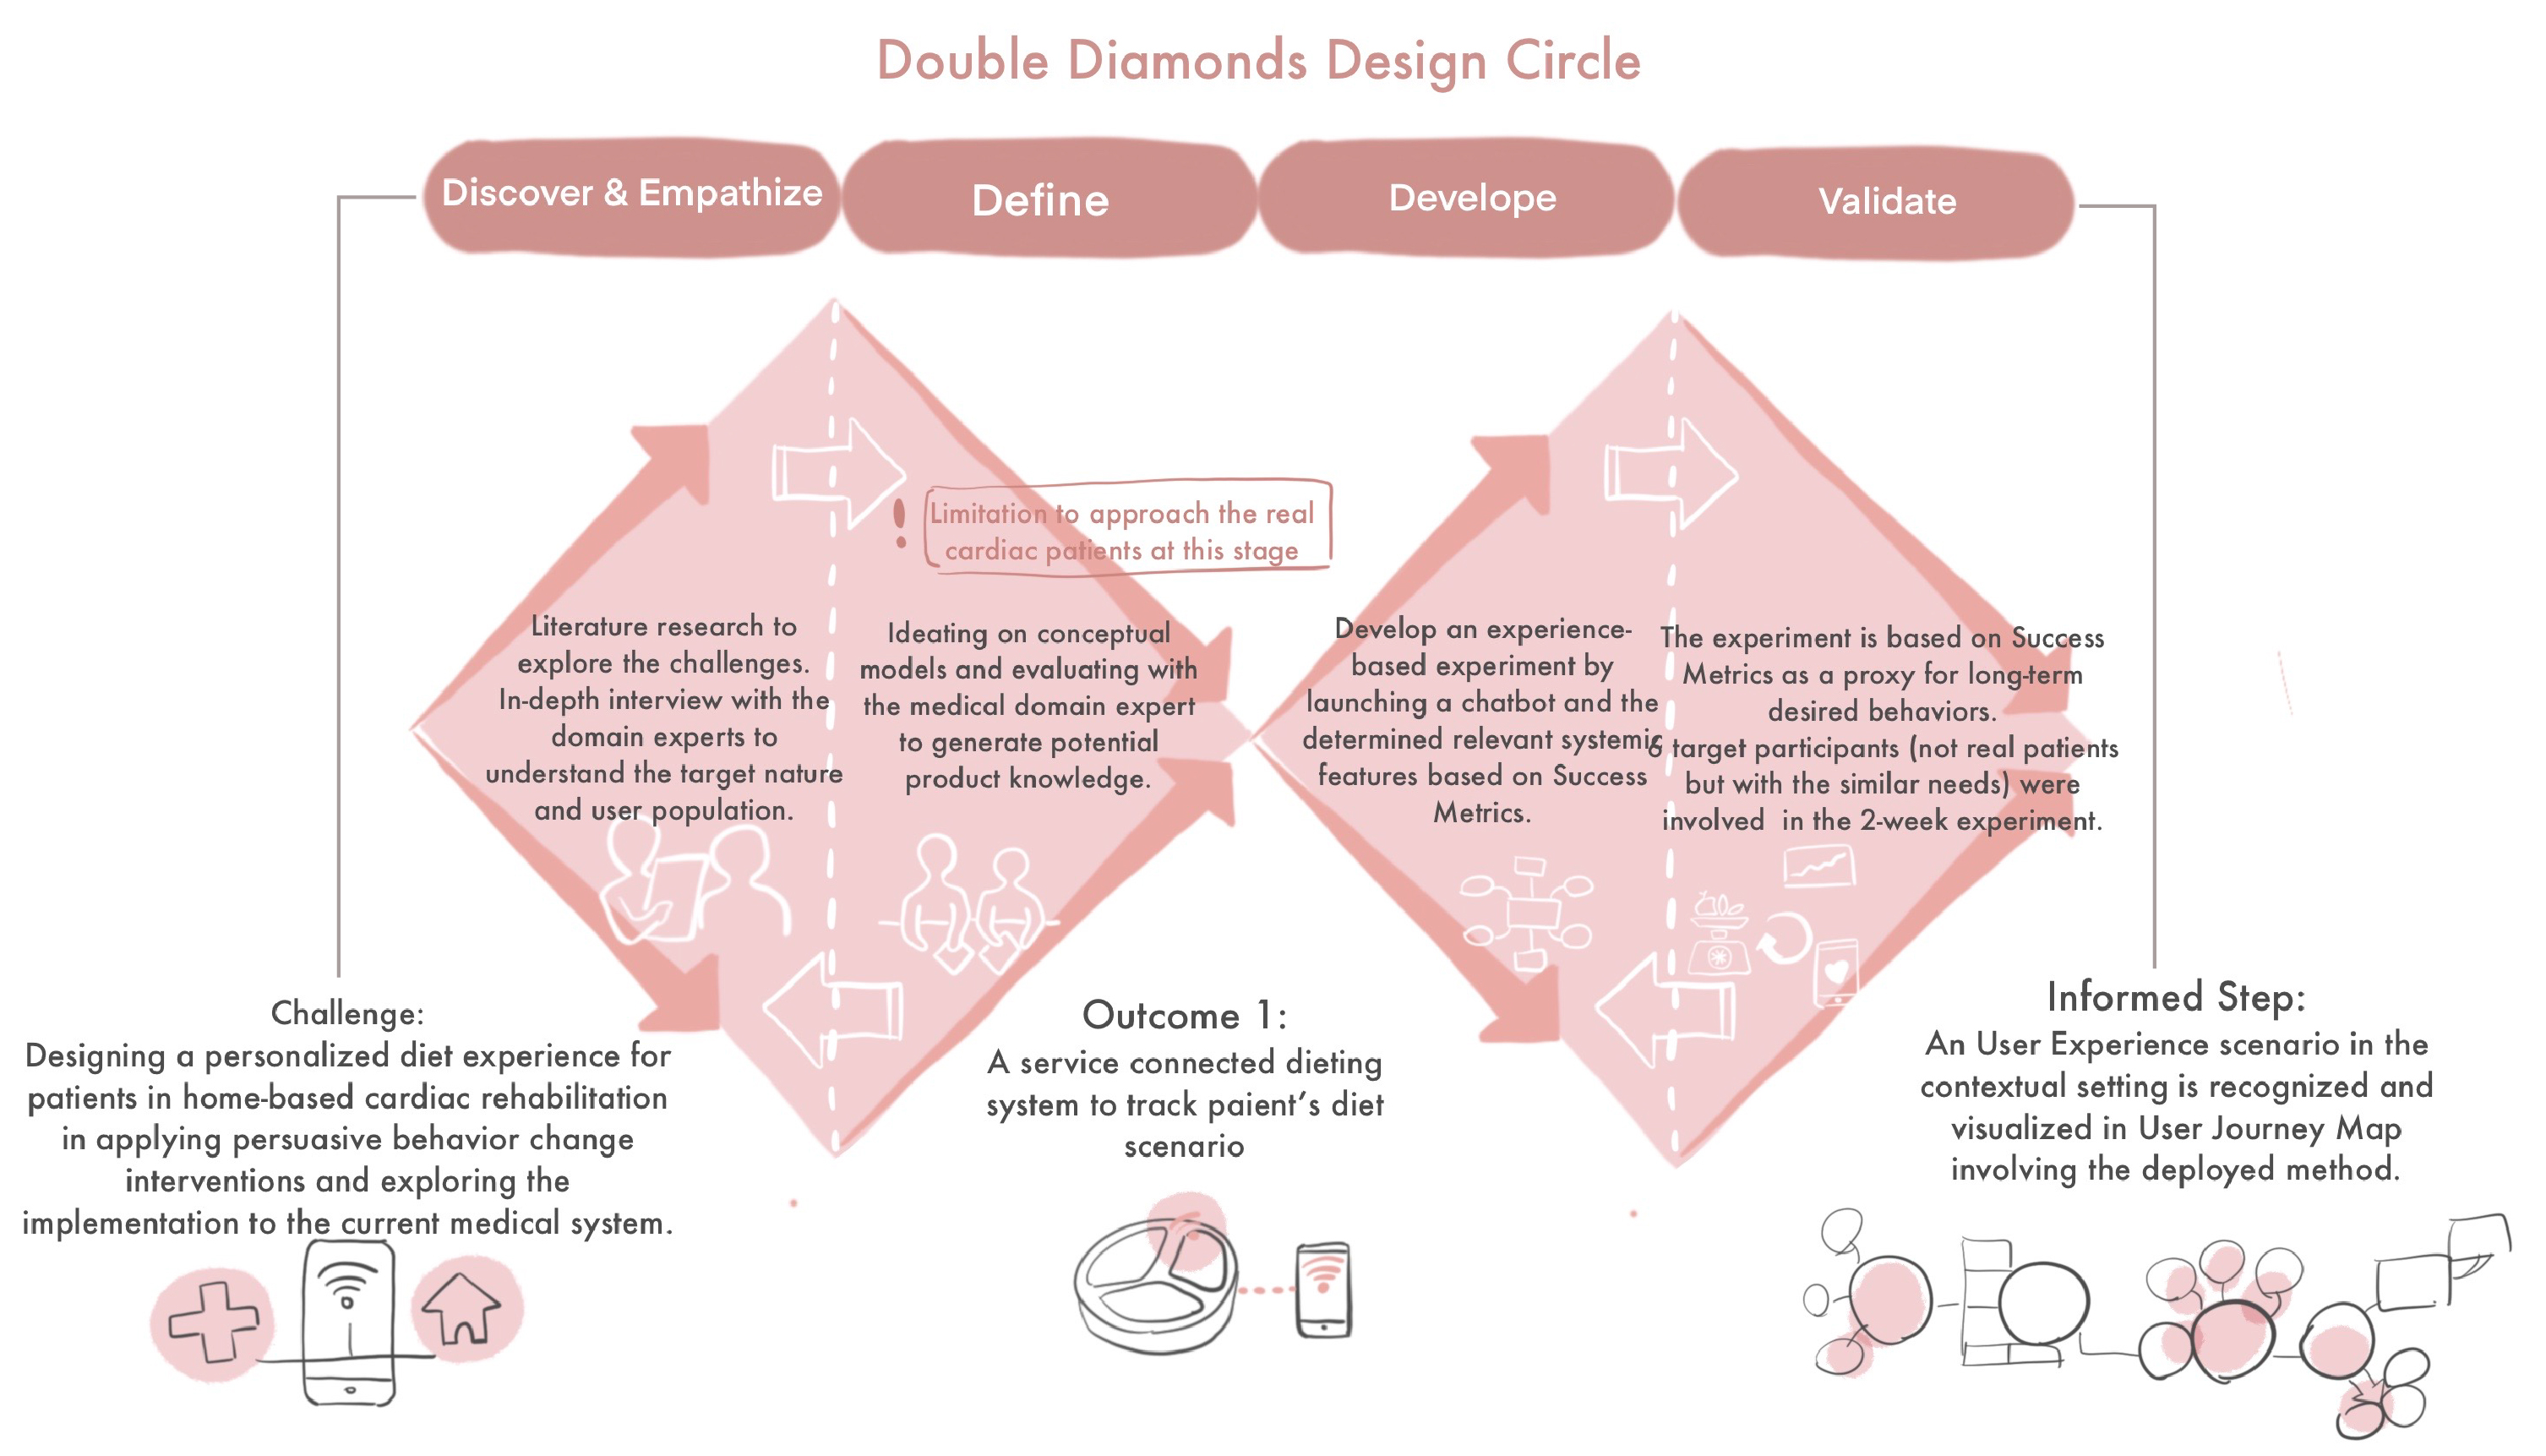 Double Diamonds Design Circle
Discover & Empathize
Define
Develope
Validate
Limitation to approach the real
cardiac patients at this stage
Literature research to
explore the challenges.
In-depth interview with the
domain experts to
understand the target nature
and user population.
Ideating on conceptual
models and evaluating with
the medical domain expert
to generate potential
product knowledge.
Develop an experience-
based experiment by
launching a chatbot and the
determined relevant systemic
features based on Success
Metrics.
The experiment is based on Success
Metrics as a proxy for long-term
desired behaviors.
6 target participants (not real patients
but with the similar needs) were
involved in the 2-week experiment.
Challenge:
Designing a personalized diet experience for
patients in home-based cardiac rehabilitation
in applying persuasive behavior change
interventions and exploring the
implementation to the current medical system.
Outcome 1:
A service connected dieting
system to track paient's diet
scenario
Informed Step:
An User Experience scenario in the
contextual setting is recognized and
visualized in User Journey Map
involving the deployed method.